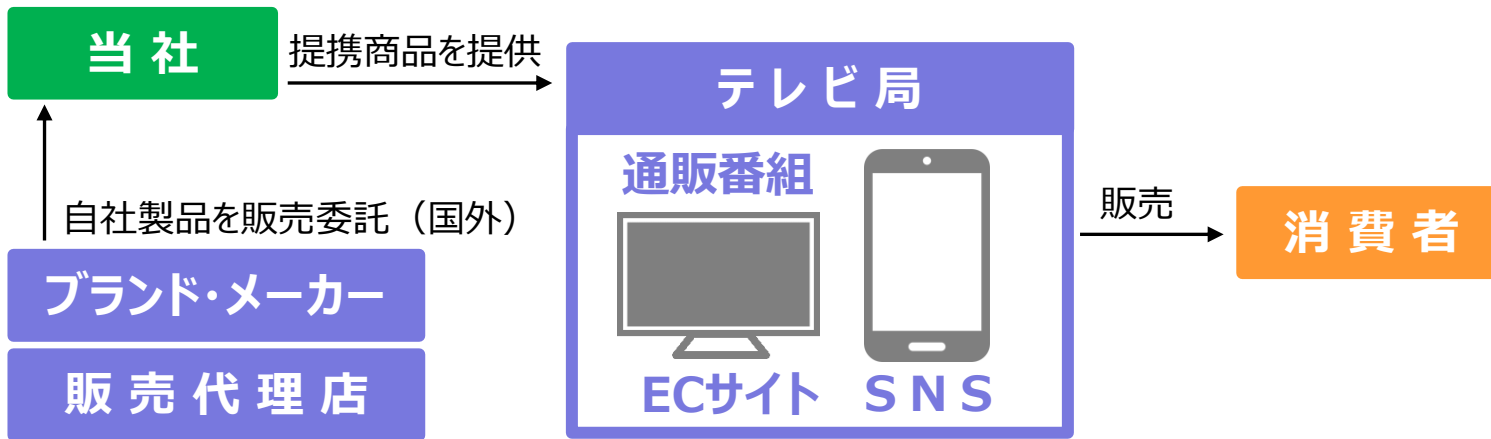 当社
提携商品を提供
テレビ局
通販番組
自社製品を販売委託（国外）
販売
消費者
ブランド・メーカー
販売代理店
ECサイト
SNS